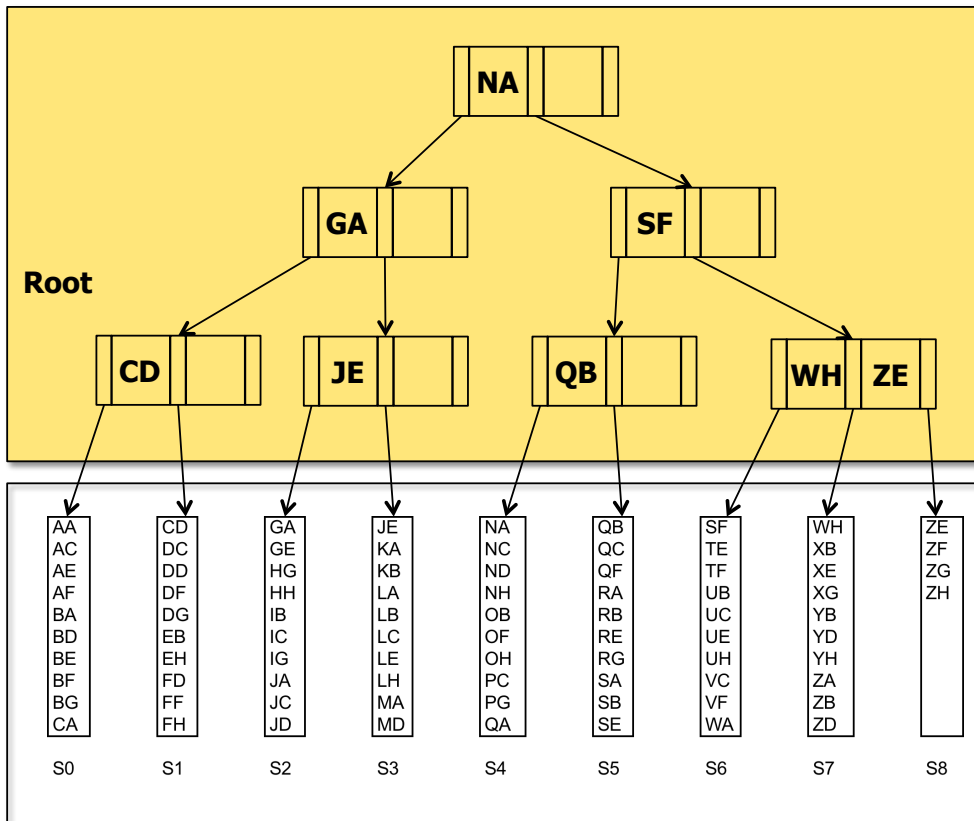 NA
GA
SF
Root
CD
JE
QB
WH
ZE
AA
AC
AE
AF
BA
BD
BE
BF
BG
CA
CD
DC
DD
DF
DG
EB
EH
FD
FF
FH
GA
GE
HG
HH
IB
IC
IG
JA
JC
JD
JE
KA
KB
LA
LB
LC
LE
LH
MA
MD
NA
NC
ND
NH
OB
OF
OH
PC
PG
QA
QB
QC
QF
RA
RB
RE
RG
SA
SB
SE
SF
TE
TF
UB
UC
UE
UH
VC
VF
WA
WH
XB
XE
XG
YB
YD
YH
ZA
ZB
ZD
ZE
ZF
ZG
ZH
S0
S1
S2
S3
S4
S5
S6
S7
S8